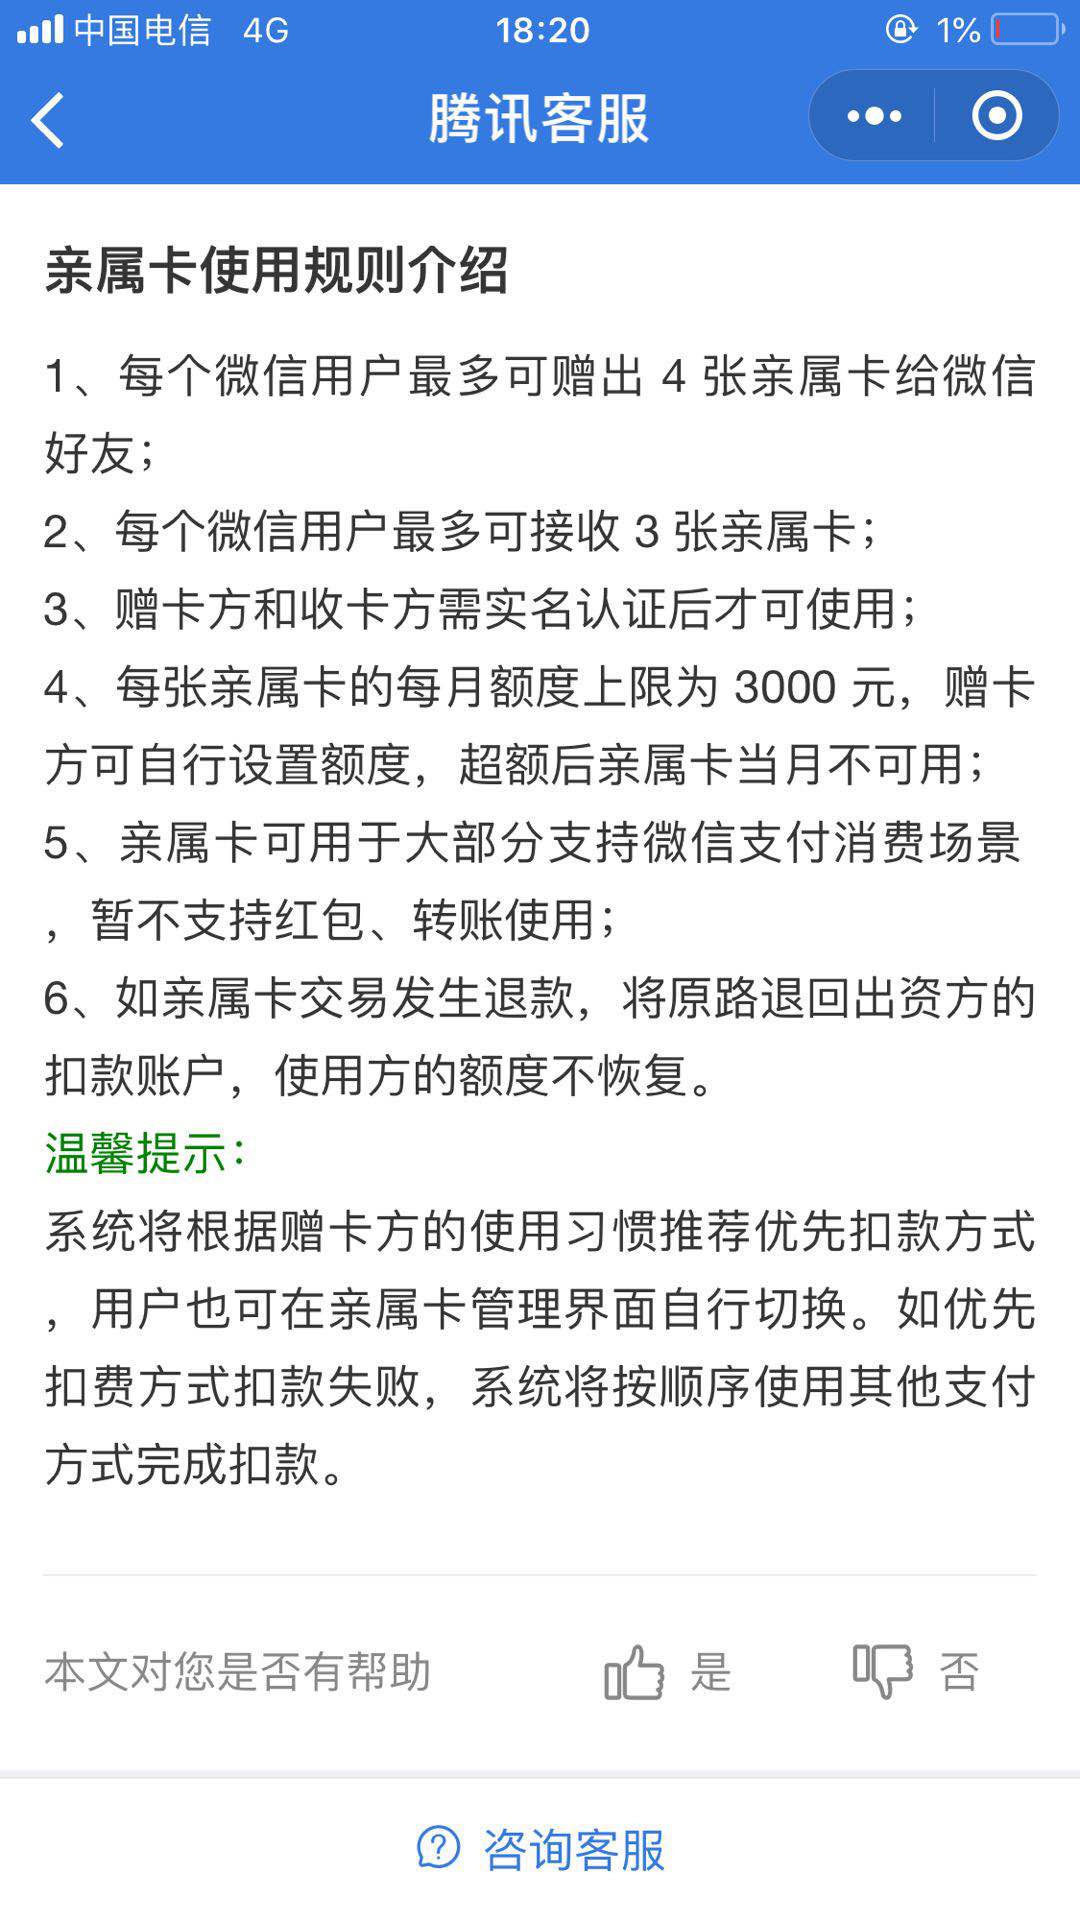 中国电信 4G 18:20 1%
腾讯客服
亲属卡使用规则介绍
1、每个微信用户最多可赠出 4 张亲属卡给微信
好友；
2、每个微信用户最多可接收 3 张亲属卡；
3、赠卡方和收卡方需实名认证后才可使用；
4、每张亲属卡的每月额度上限为 3000 元，赠卡
方可自行设置额度，超额后亲属卡当月不可用；
5、亲属卡可用于大部分支持微信支付消费场景
，暂不支持红包、转账使用；
6、如亲属卡交易发生退款，将原路退回出资方的
扣款账户，使用方的额度不恢复。
温馨提示：
系统将根据赠卡方的使用习惯推荐优先扣款方式
，用户也可在亲属卡管理界面自行切换。如优先
扣费方式扣款失败，系统将按顺序使用其他支付
方式完成扣款。
本文对您是否有帮助 是 否
咨询客服